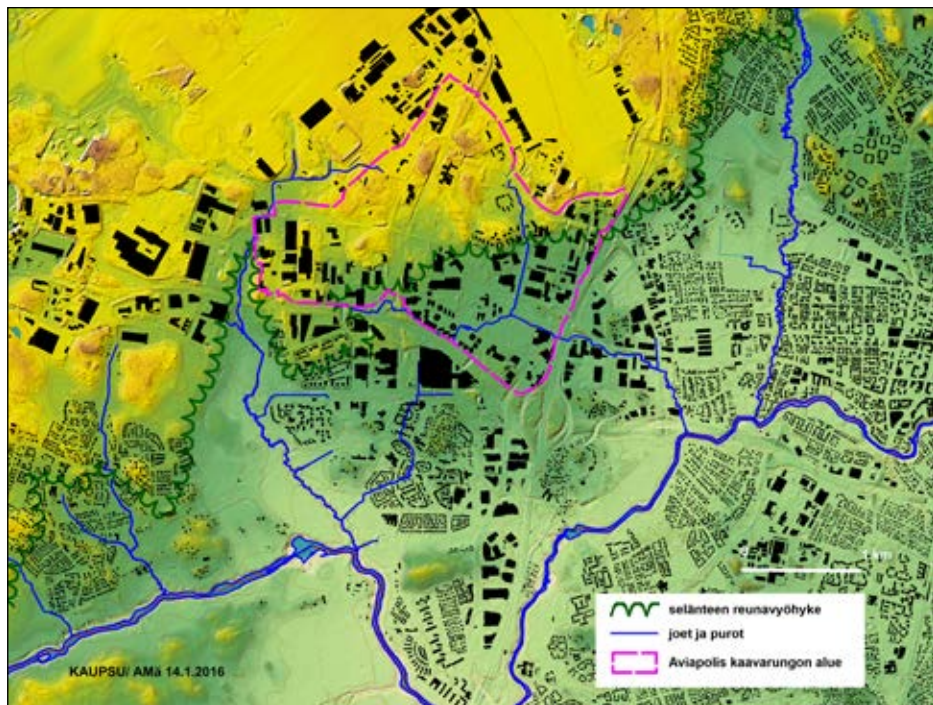 1 km
selänteen reunavyöhyke
joet ja purot
Aviapolis kaavarungon alue
KAUPSU/ AMä 14.1.2016